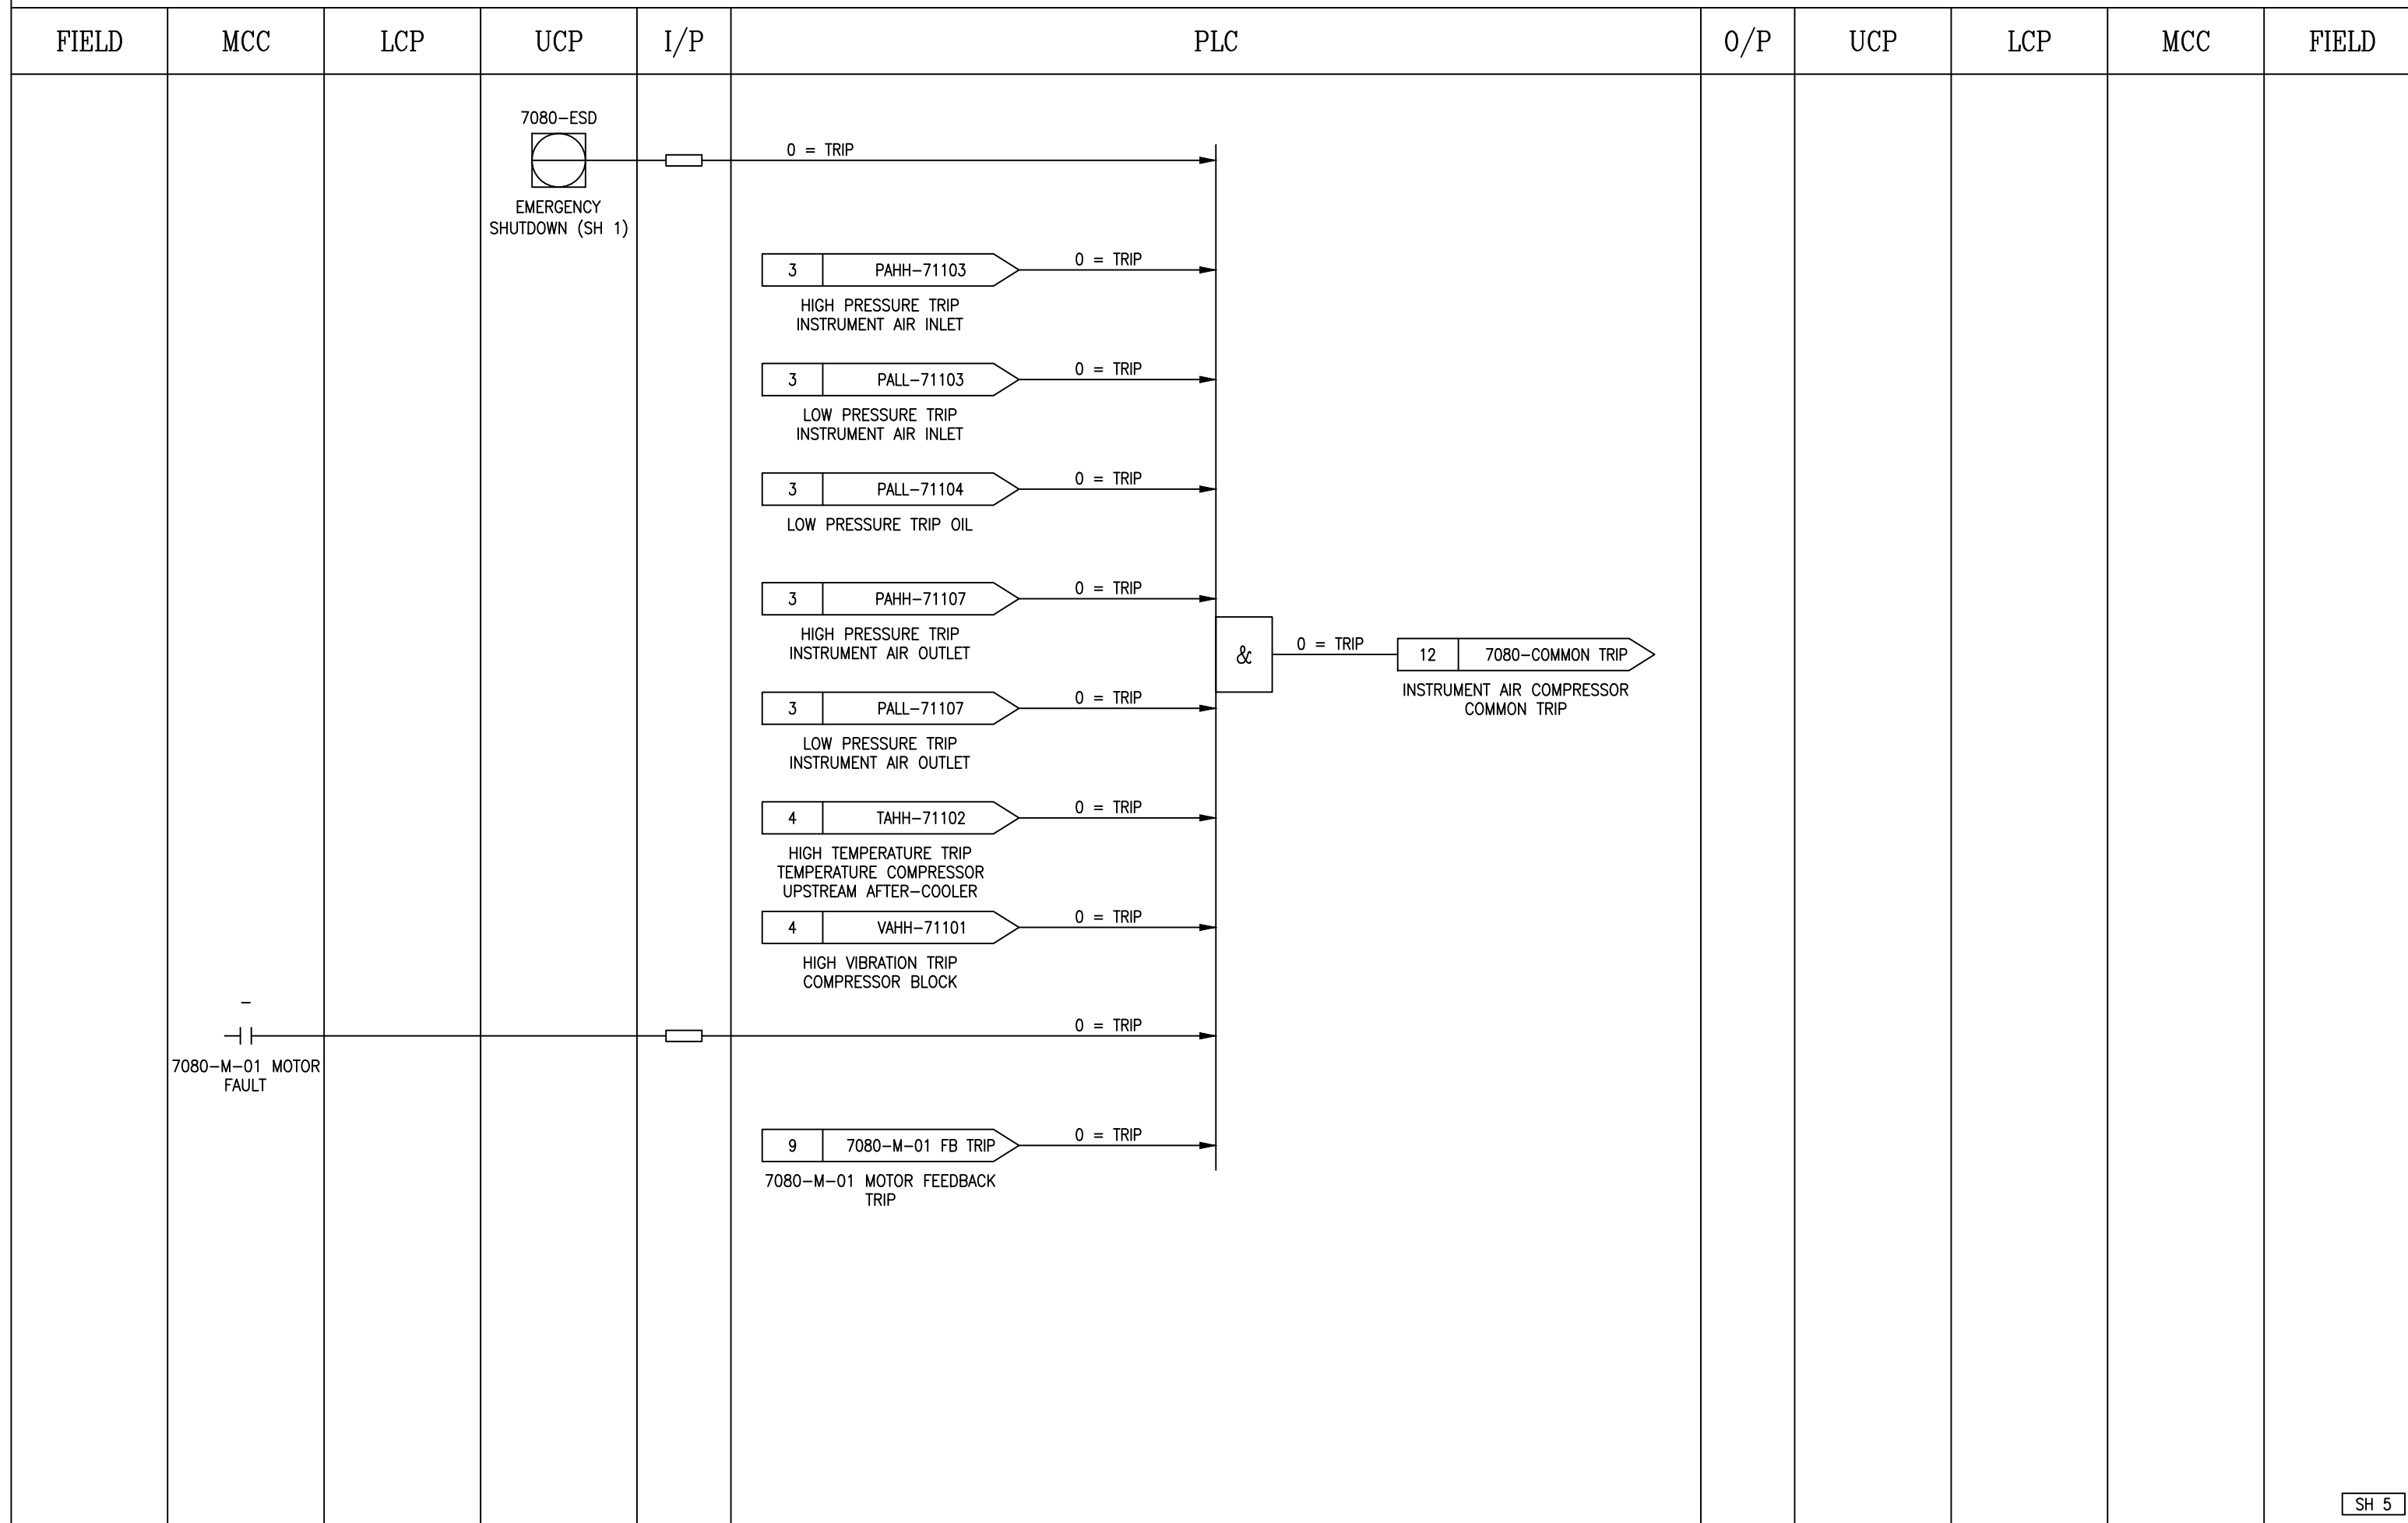 FIELD
MCC
LCP
UCP
I/P
PLC
O/P
UCP
LCP
MCC
FIELD
7080-ESD
EMERGENCY
SHUTDOWN (SH 1)
0 = TRIP
3 PAHH-71103
0 = TRIP
HIGH PRESSURE TRIP
INSTRUMENT AIR INLET
3 PALL-71103
0 = TRIP
LOW PRESSURE TRIP
INSTRUMENT AIR INLET
3 PALL-71104
0 = TRIP
LOW PRESSURE TRIP OIL
3 PAHH-71107
0 = TRIP
HIGH PRESSURE TRIP
INSTRUMENT AIR OUTLET
&
0 = TRIP
12 7080-COMMON TRIP
INSTRUMENT AIR COMPRESSOR
COMMON TRIP
3 PALL-71107
0 = TRIP
LOW PRESSURE TRIP
INSTRUMENT AIR OUTLET
4 TAHH-71102
0 = TRIP
HIGH TEMPERATURE TRIP
TEMPERATURE COMPRESSOR
UPSTREAM AFTER-COOLER
4 VAHH-71101
0 = TRIP
HIGH VIBRATION TRIP
COMPRESSOR BLOCK
-
7080-M-01 MOTOR
FAULT
0 = TRIP
9 7080-M-01 FB TRIP
0 = TRIP
7080-M-01 MOTOR FEEDBACK
TRIP
SH 5